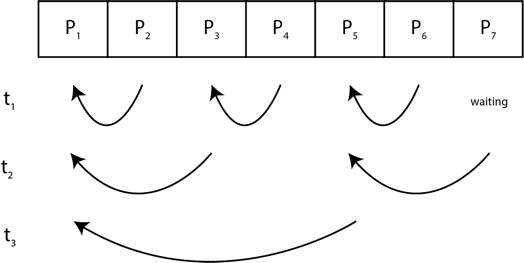 P₁ P₂ P₃ P₄ P₅ P₆ P₇
t₁ waiting
t₂
t₃